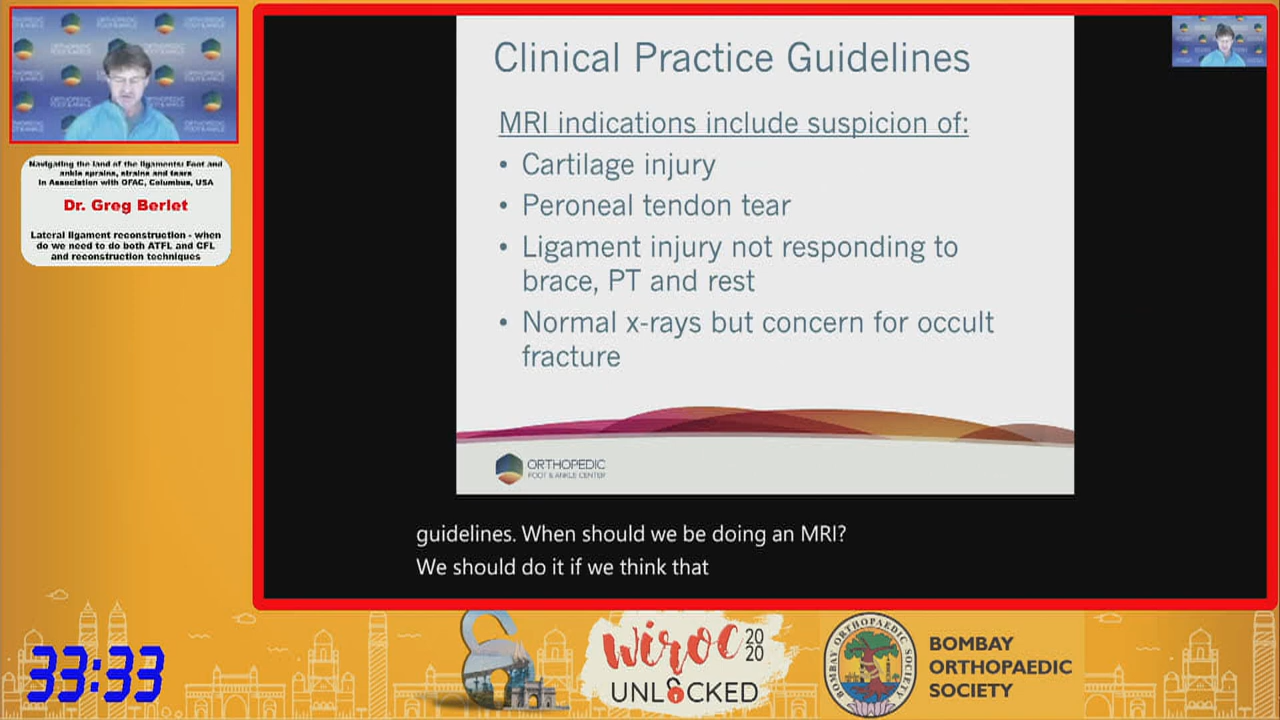 Navigating the land of the ligaments: Foot and
ankle sprains, strains and tears
In Association with OFAC, Columbus, USA
Dr. Greg Berlet
Lateral ligament reconstruction - when
do we need to do both ATFL and CFL
and reconstruction techniques
Clinical Practice Guidelines
MRI indications include suspicion of:
• Cartilage injury
• Peroneal tendon tear
• Ligament injury not responding to
brace, PT and rest
• Normal x-rays but concern for occult
fracture
ORTHOPEDIC
FOOT & ANKLE CENTER
guidelines. When should we be doing an MRI?
We should do it if we think that
33:33
WIROC 20
20
UNLOCKED
BOMBAY ORTHOPAEDIC SOCIETY
BOMBAY
ORTHOPAEDIC
SOCIETY